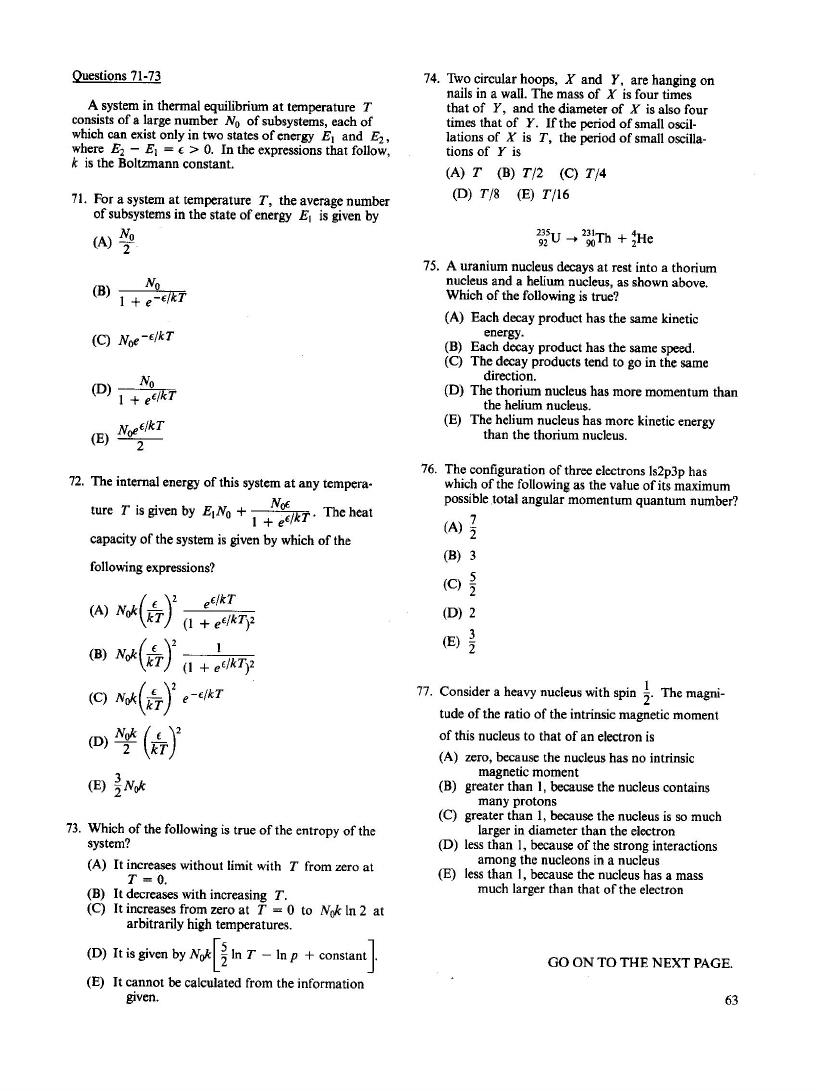 Questions 71-73
A system in thermal equilibrium at temperature T
consists of a large number N₀ of subsystems, each of
which can exist only in two states of energy E₁ and E₂,
where E₂ − E₁ = ϵ > 0. In the expressions that follow,
k is the Boltzmann constant.
71. For a system at temperature T, the average number
of subsystems in the state of energy E₁ is given by
(A) N₀/2
(B) N₀/(1 + e^(−ϵ/kT))
(C) N₀e^(−ϵ/kT)
(D) N₀/(1 + e^(ϵ/kT))
(E) N₀e^(ϵ/kT)/2
72. The internal energy of this system at any tempera-
ture T is given by E₁N₀ + N₀ϵ/(1 + e^(ϵ/kT)). The heat
capacity of the system is given by which of the
following expressions?
(A) N₀k(ϵ/kT)² e^(ϵ/kT)/(1 + e^(ϵ/kT))²
(B) N₀k(ϵ/kT)² 1/(1 + e^(ϵ/kT))²
(C) N₀k(ϵ/kT)² e^(−ϵ/kT)
(D) N₀k/2 (ϵ/kT)²
(E) 3/2 N₀k
73. Which of the following is true of the entropy of the
system?
(A) It increases without limit with T from zero at
T = 0.
(B) It decreases with increasing T.
(C) It increases from zero at T = 0 to N₀k ln 2 at
arbitrarily high temperatures.
(D) It is given by N₀k[5/2 ln T − ln p + constant].
(E) It cannot be calculated from the information
given.
74. Two circular hoops, X and Y, are hanging on
nails in a wall. The mass of X is four times
that of Y, and the diameter of X is also four
times that of Y. If the period of small oscil-
lations of X is T, the period of small oscilla-
tions of Y is
(A) T (B) T/2 (C) T/4
(D) T/8 (E) T/16
²³⁵₉₂U → ²³¹₉₀Th + ⁴₂He
75. A uranium nucleus decays at rest into a thorium
nucleus and a helium nucleus, as shown above.
Which of the following is true?
(A) Each decay product has the same kinetic
energy.
(B) Each decay product has the same speed.
(C) The decay products tend to go in the same
direction.
(D) The thorium nucleus has more momentum than
the helium nucleus.
(E) The helium nucleus has more kinetic energy
than the thorium nucleus.
76. The configuration of three electrons 1s2p3p has
which of the following as the value of its maximum
possible total angular momentum quantum number?
(A) 7/2
(B) 3
(C) 5/2
(D) 2
(E) 3/2
77. Consider a heavy nucleus with spin 1/2. The magni-
tude of the ratio of the intrinsic magnetic moment
of this nucleus to that of an electron is
(A) zero, because the nucleus has no intrinsic
magnetic moment
(B) greater than 1, because the nucleus contains
many protons
(C) greater than 1, because the nucleus is so much
larger in diameter than the electron
(D) less than 1, because of the strong interactions
among the nucleons in a nucleus
(E) less than 1, because the nucleus has a mass
much larger than that of the electron
GO ON TO THE NEXT PAGE.
63